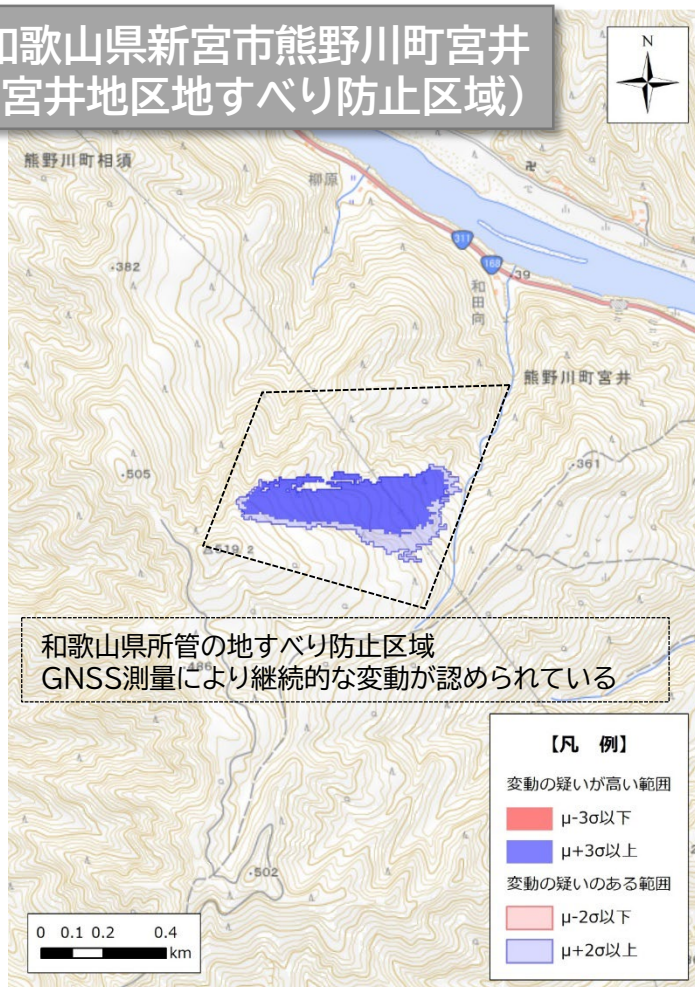 和歌山県新宮市熊野川町宮井
宮井地区地すべり防止区域）
N
熊野川町相須
柳原
311
168
39
和田向
382
熊野川町宮井
505
361
519.2
和歌山県所管の地すべり防止区域
GNSS測量により継続的な変動が認められている
486
502
【凡 例】
変動の疑いが高い範囲
μ-3σ以下
μ+3σ以上
変動の疑いのある範囲
μ-2σ以下
μ+2σ以上
0 0.1 0.2 0.4
km